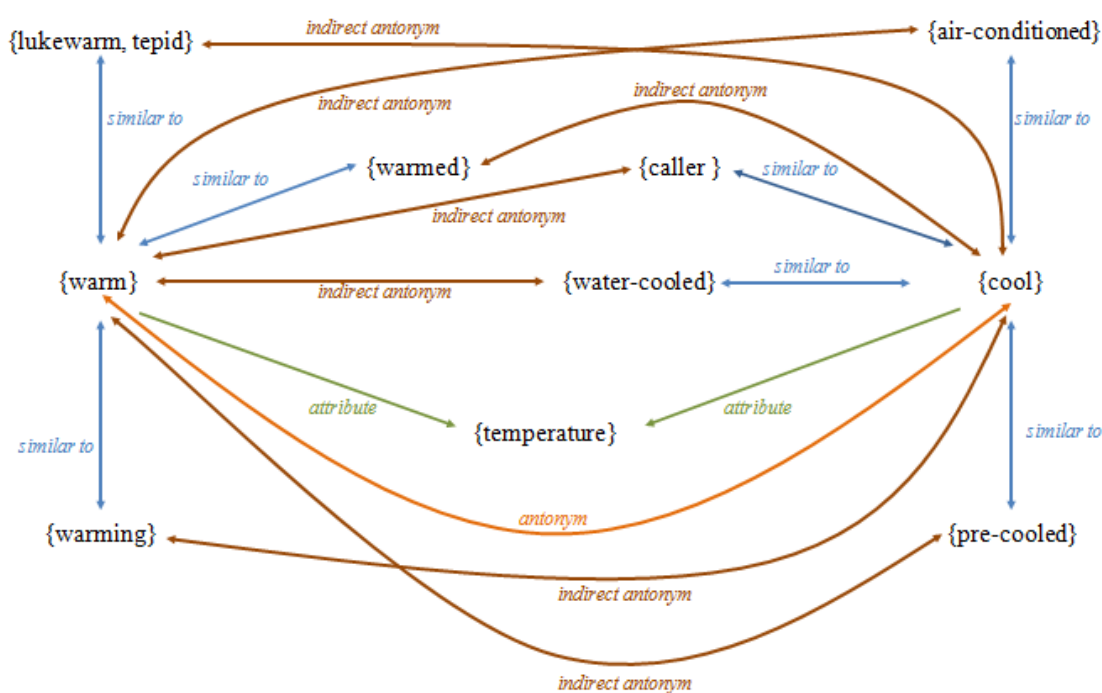 indirect antonym
{lukewarm, tepid}
{air-conditioned}
indirect antonym
indirect antonym
similar to
similar to
{warmed}
{caller }
similar to
similar to
indirect antonym
{warm}
indirect antonym
{water-cooled}
similar to
{cool}
attribute
attribute
{temperature}
similar to
similar to
antonym
{warming}
{pre-cooled}
indirect antonym
indirect antonym